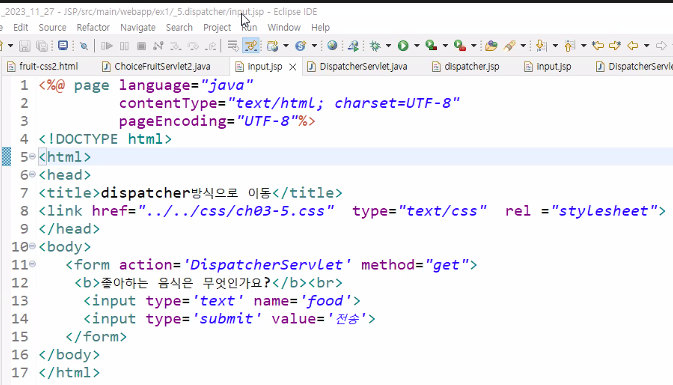 _2023_11_27 - JSP/src/main/webapp/ex1/_5.dispatcher/input.jsp - Eclipse IDE
Edit Source Refactor Navigate Search Project Run Window Help
fruit-css2.html ChoiceFruitServlet2.java input.jsp DispatcherServlet.java dispatcher.jsp input.jsp DispatcherServle
1 <%@ page language="java"
2 contentType="text/html; charset=UTF-8"
3 pageEncoding="UTF-8"%>
4 <!DOCTYPE html>
5 <html>
6 <head>
7 <title>dispatcher방식으로 이동</title>
8 <link href="../../css/ch03-5.css" type="text/css" rel ="stylesheet">
9 </head>
10 <body>
11 <form action='DispatcherServlet' method="get">
12 <b>좋아하는 음식은 무엇인가요?</b><br>
13 <input type='text' name='food'>
14 <input type='submit' value='전송'>
15 </form>
16 </body>
17 </html>